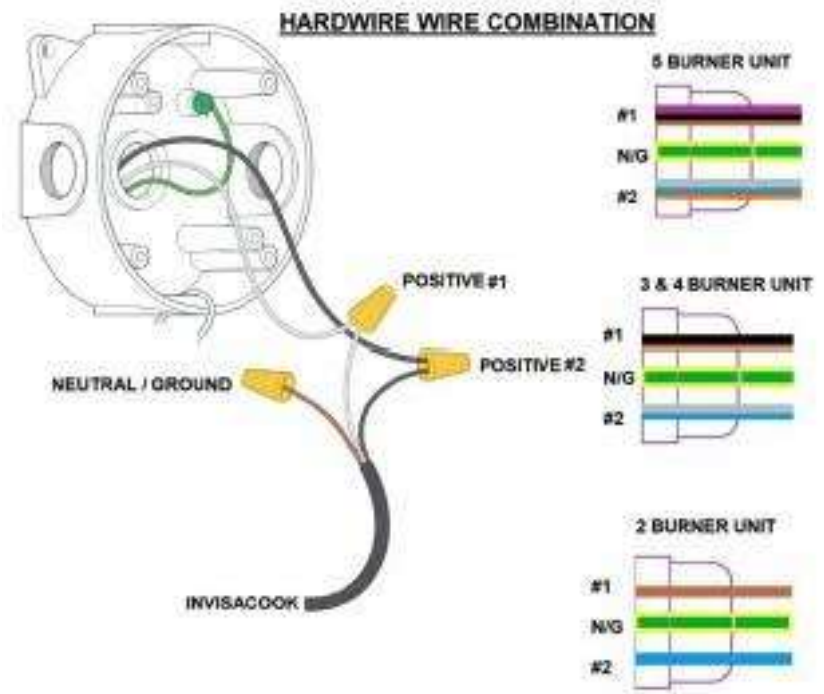 HARDWIRE WIRE COMBINATION
5 BURNER UNIT
#1
N/G
#2
POSITIVE #1
POSITIVE #2
NEUTRAL / GROUND
INVISACOOK
3 & 4 BURNER UNIT
#1
N/G
#2
2 BURNER UNIT
#1
N/G
#2